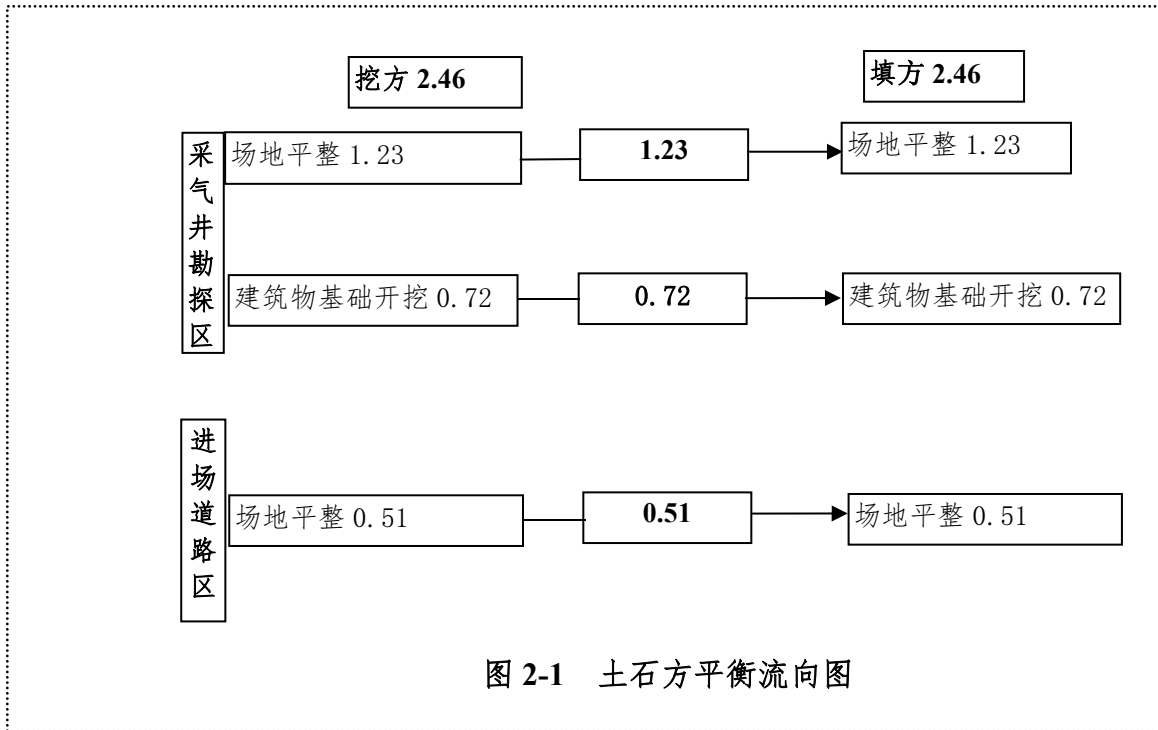 挖方 2.46
填方 2.46
采气井勘探区
场地平整 1.23
1.23
场地平整 1.23
建筑物基础开挖 0.72
0.72
建筑物基础开挖 0.72
进场道路区
场地平整 0.51
0.51
场地平整 0.51
图 2-1 土石方平衡流向图